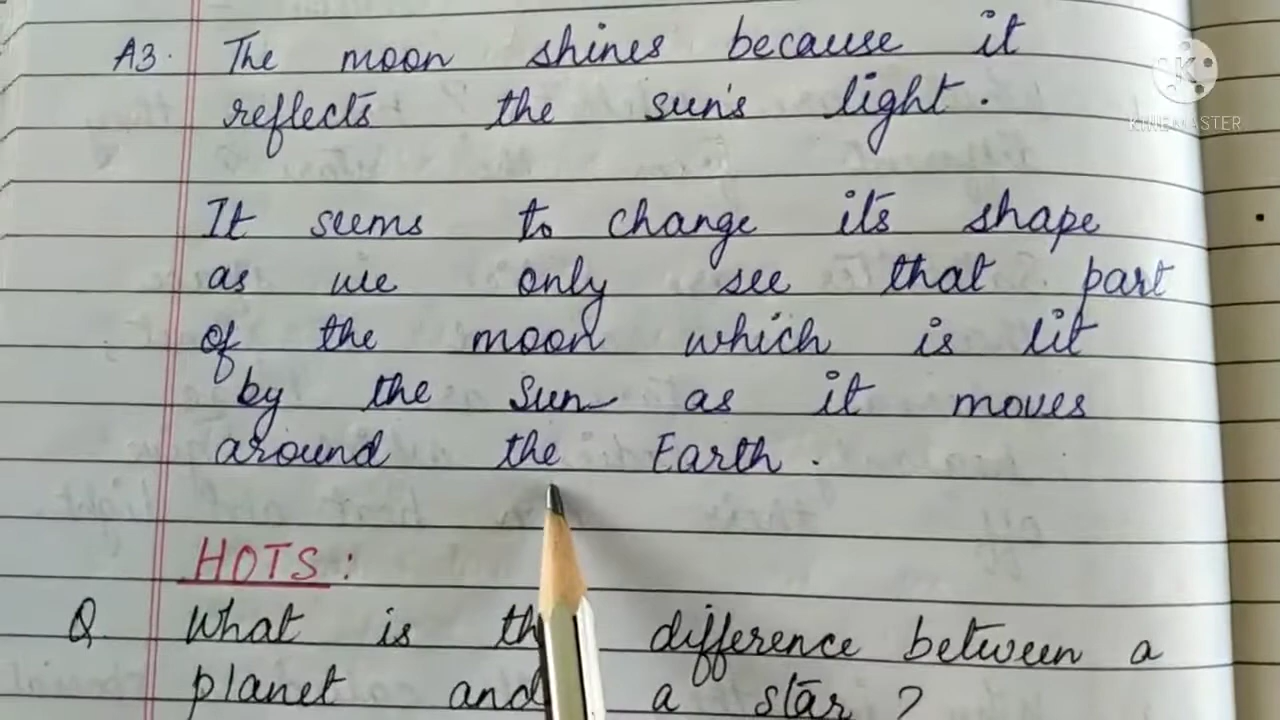 A3. The moon shines because it
reflects the sun's light.
It seems to change its shape
as we only see that part
of the moon which is lit
by the Sun as it moves
around the Earth.
HOTS:
Q What is th difference between a
planet and a star?
KINEMASTER